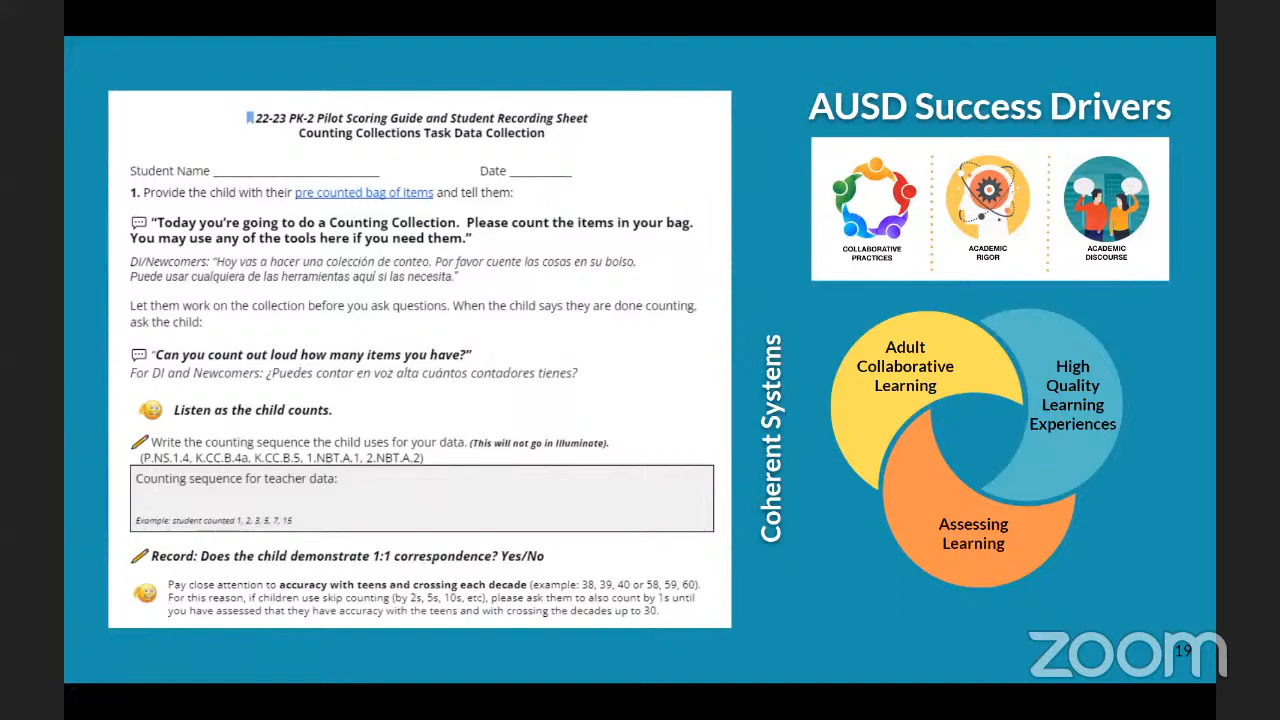 22-23 PK-2 Pilot Scoring Guide and Student Recording Sheet
Counting Collections Task Data Collection
Student Name ____________________________ Date __________
1. Provide the child with their pre counted bag of items and tell them:
“Today you’re going to do a Counting Collection. Please count the items in your bag.
You may use any of the tools here if you need them.”
DI/Newcomers: “Hoy vas a hacer una colección de conteo. Por favor cuente las cosas en su bolso.
Puede usar cualquiera de las herramientas aquí si las necesita.”
Let them work on the collection before you ask questions. When the child says they are done counting,
ask the child:
“Can you count out loud how many items you have?”
For DI and Newcomers: ¿Puedes contar en voz alta cuántos contadores tienes?
Listen as the child counts.
Write the counting sequence the child uses for your data. (This will not go in Illuminate).
(P.NS.1.4, K.CC.B.4a, K.CC.B.5, 1.NBT.A.1, 2.NBT.A.2)
Counting sequence for teacher data:
Example: student counted 1, 2, 3, 5, 7, 15
Record: Does the child demonstrate 1:1 correspondence? Yes/No
Pay close attention to accuracy with teens and crossing each decade (example: 38, 39, 40 or 58, 59, 60).
For this reason, if children use skip counting (by 2s, 5s, 10s, etc), please ask them to also count by 1s until
you have assessed that they have accuracy with the teens and with crossing the decades up to 30.
AUSD Success Drivers
COLLABORATIVE
PRACTICES
ACADEMIC
RIGOR
ACADEMIC
DISCOURSE
Coherent Systems
Adult
Collaborative
Learning
High
Quality
Learning
Experiences
Assessing
Learning
19
zoom